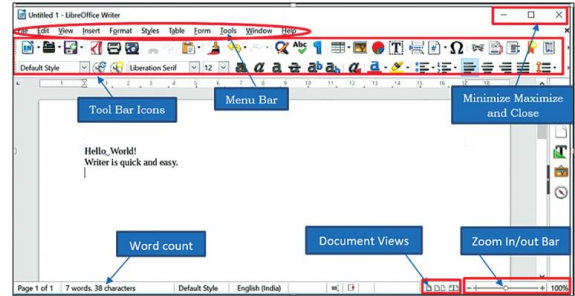 Untitled 1 - LibreOffice Writer
File Edit View Insert Format Styles Table Form Tools Window Help
Default Style Liberation Serif 12
Tool Bar Icons
Menu Bar
Minimize Maximize
and Close
Hello_World!
Writer is quick and easy.
Word count
Document Views
Zoom In/out Bar
Page 1 of 1 7 words, 38 characters Default Style English (India) 100%